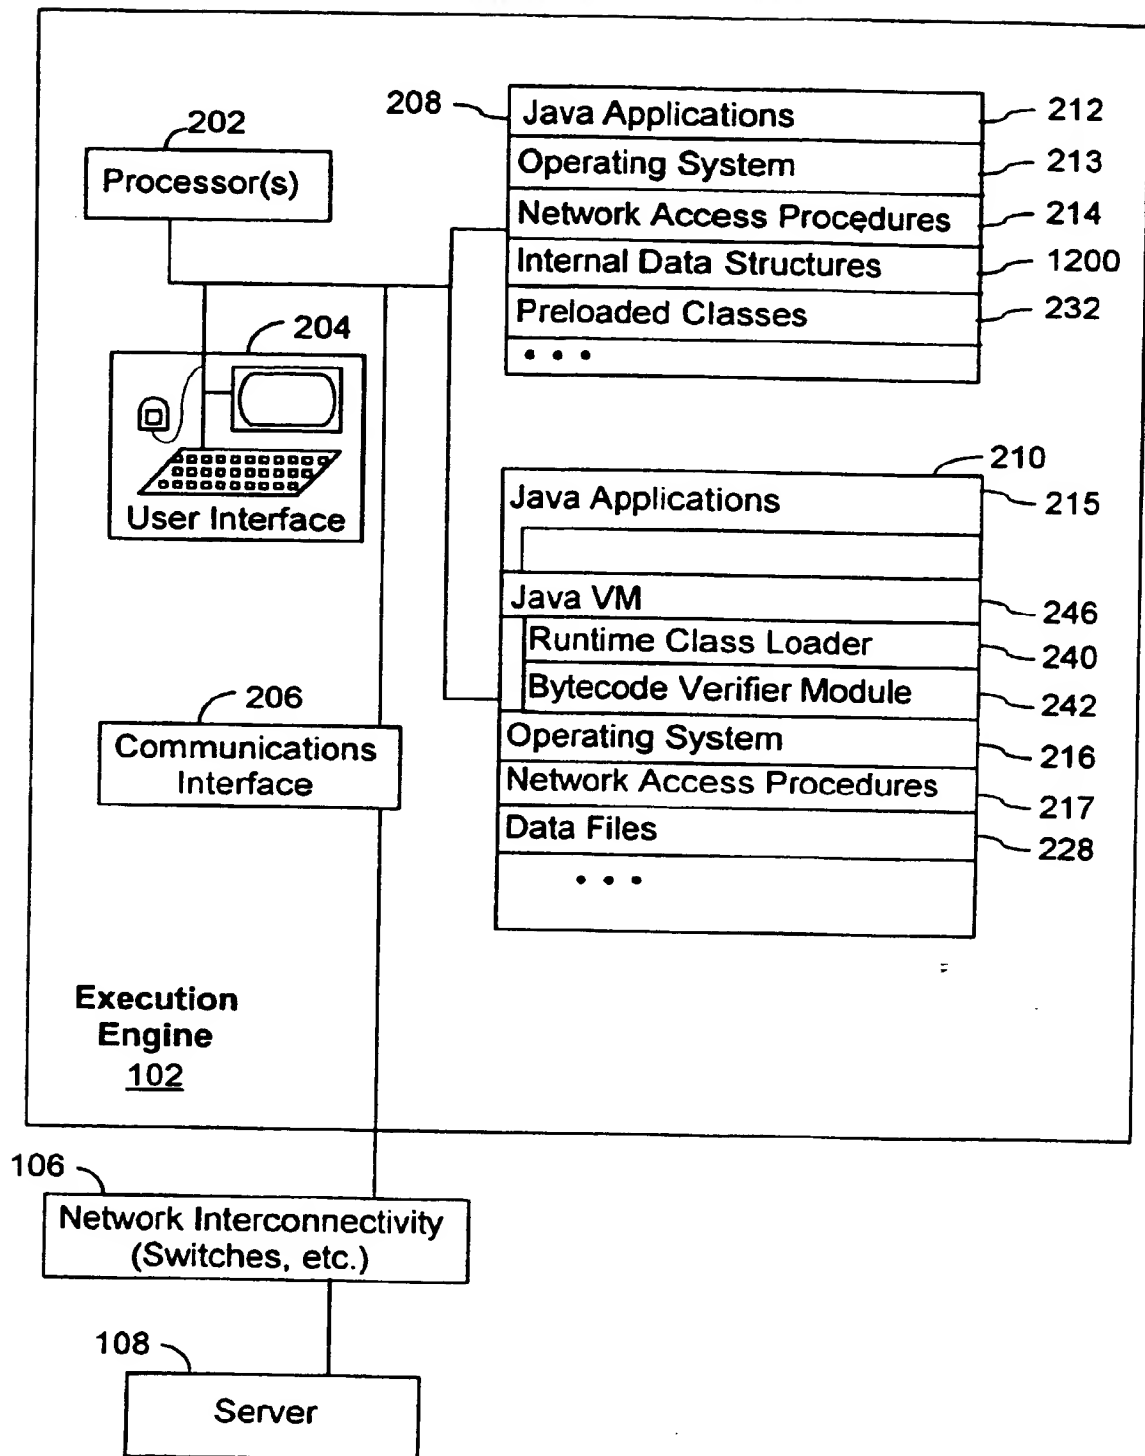 202
Processor(s)
208
Java Applications
212
Operating System
213
Network Access Procedures
214
Internal Data Structures
1200
Preloaded Classes
232
• • •
204
User Interface
210
Java Applications
215
Java VM
246
Runtime Class Loader
240
Bytecode Verifier Module
242
Operating System
216
Network Access Procedures
217
Data Files
228
• • •
206
Communications
Interface
Execution
Engine
102
106
Network Interconnectivity
(Switches, etc.)
108
Server